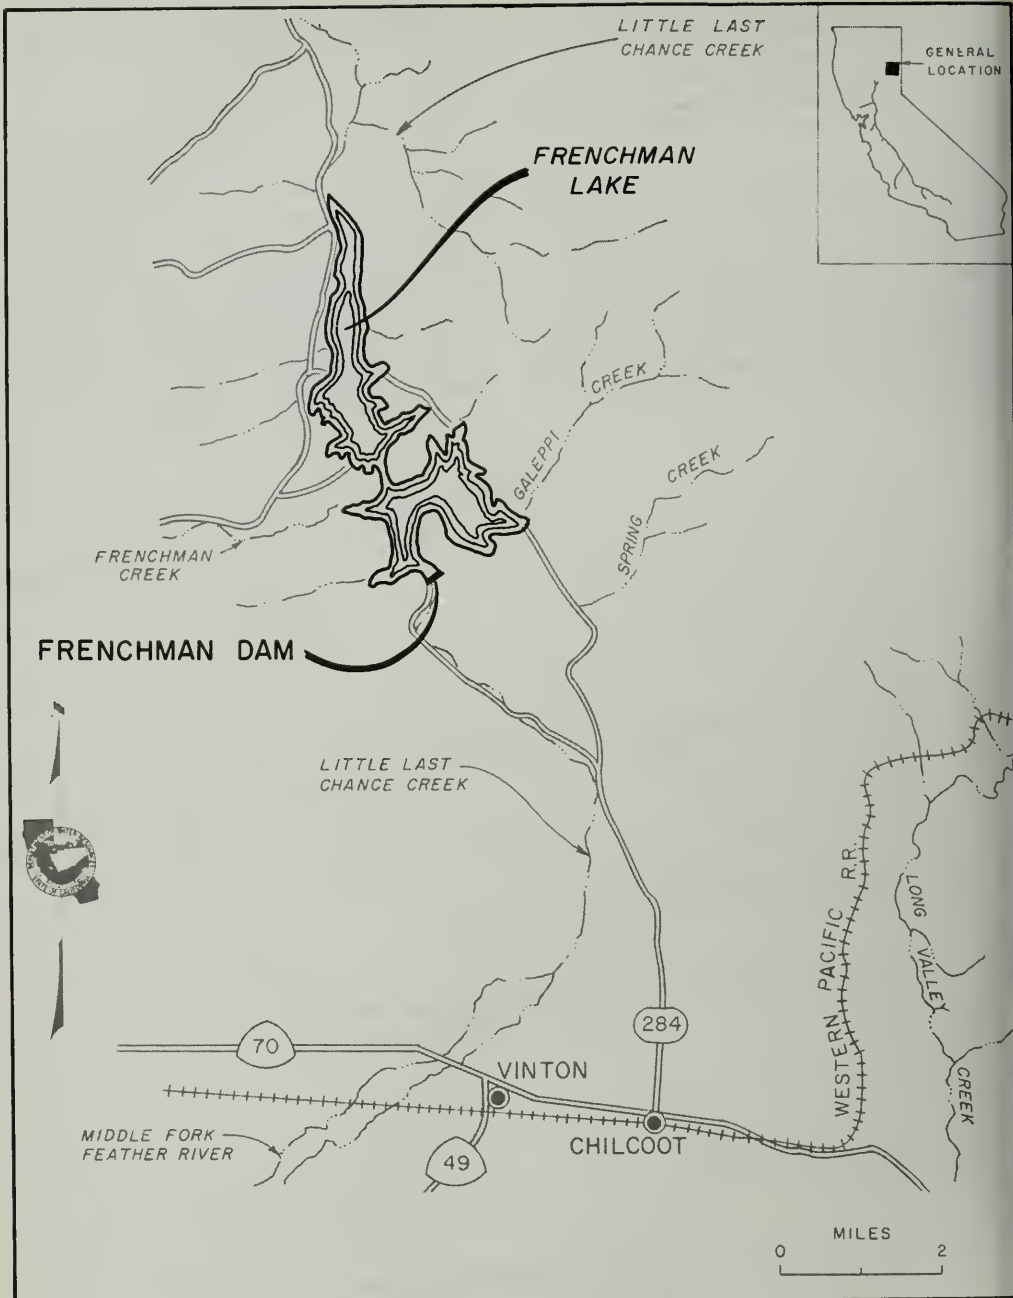 LITTLE LAST
CHANCE CREEK
GENERAL
LOCATION
FRENCHMAN
LAKE
CREEK
GALEPPI
CREEK
SPRING
FRENCHMAN
CREEK
FRENCHMAN DAM
LITTLE LAST
CHANCE CREEK
WESTERN PACIFIC R.R.
LONG VALLEY CREEK
284
70
VINTON
CHILCOOT
MIDDLE FORK
FEATHER RIVER
49
MILES
0 2